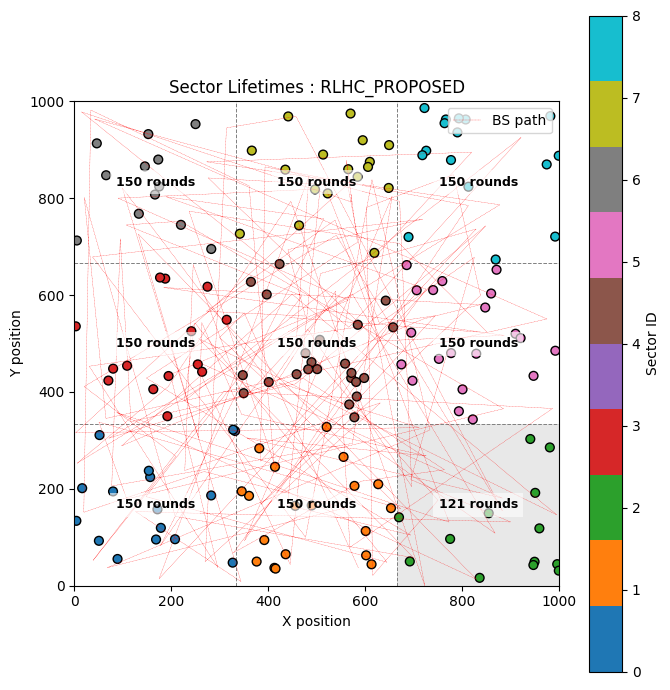 Sector Lifetimes : RLHC_PROPOSED
BS path
150 rounds 150 rounds 150 rounds
150 rounds 150 rounds 150 rounds
150 rounds 150 rounds 121 rounds
1000
800
600
400
200
0
Y position
0 200 400 600 800 1000
X position
8
7
6
5
4
3
2
1
0
Sector ID